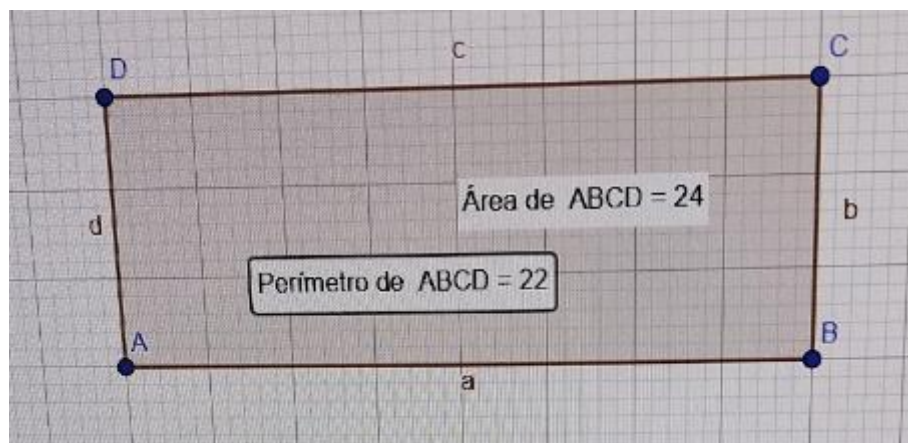 c
C
D
Área de ABCD = 24
d
b
Perímetro de ABCD = 22
A
B
a